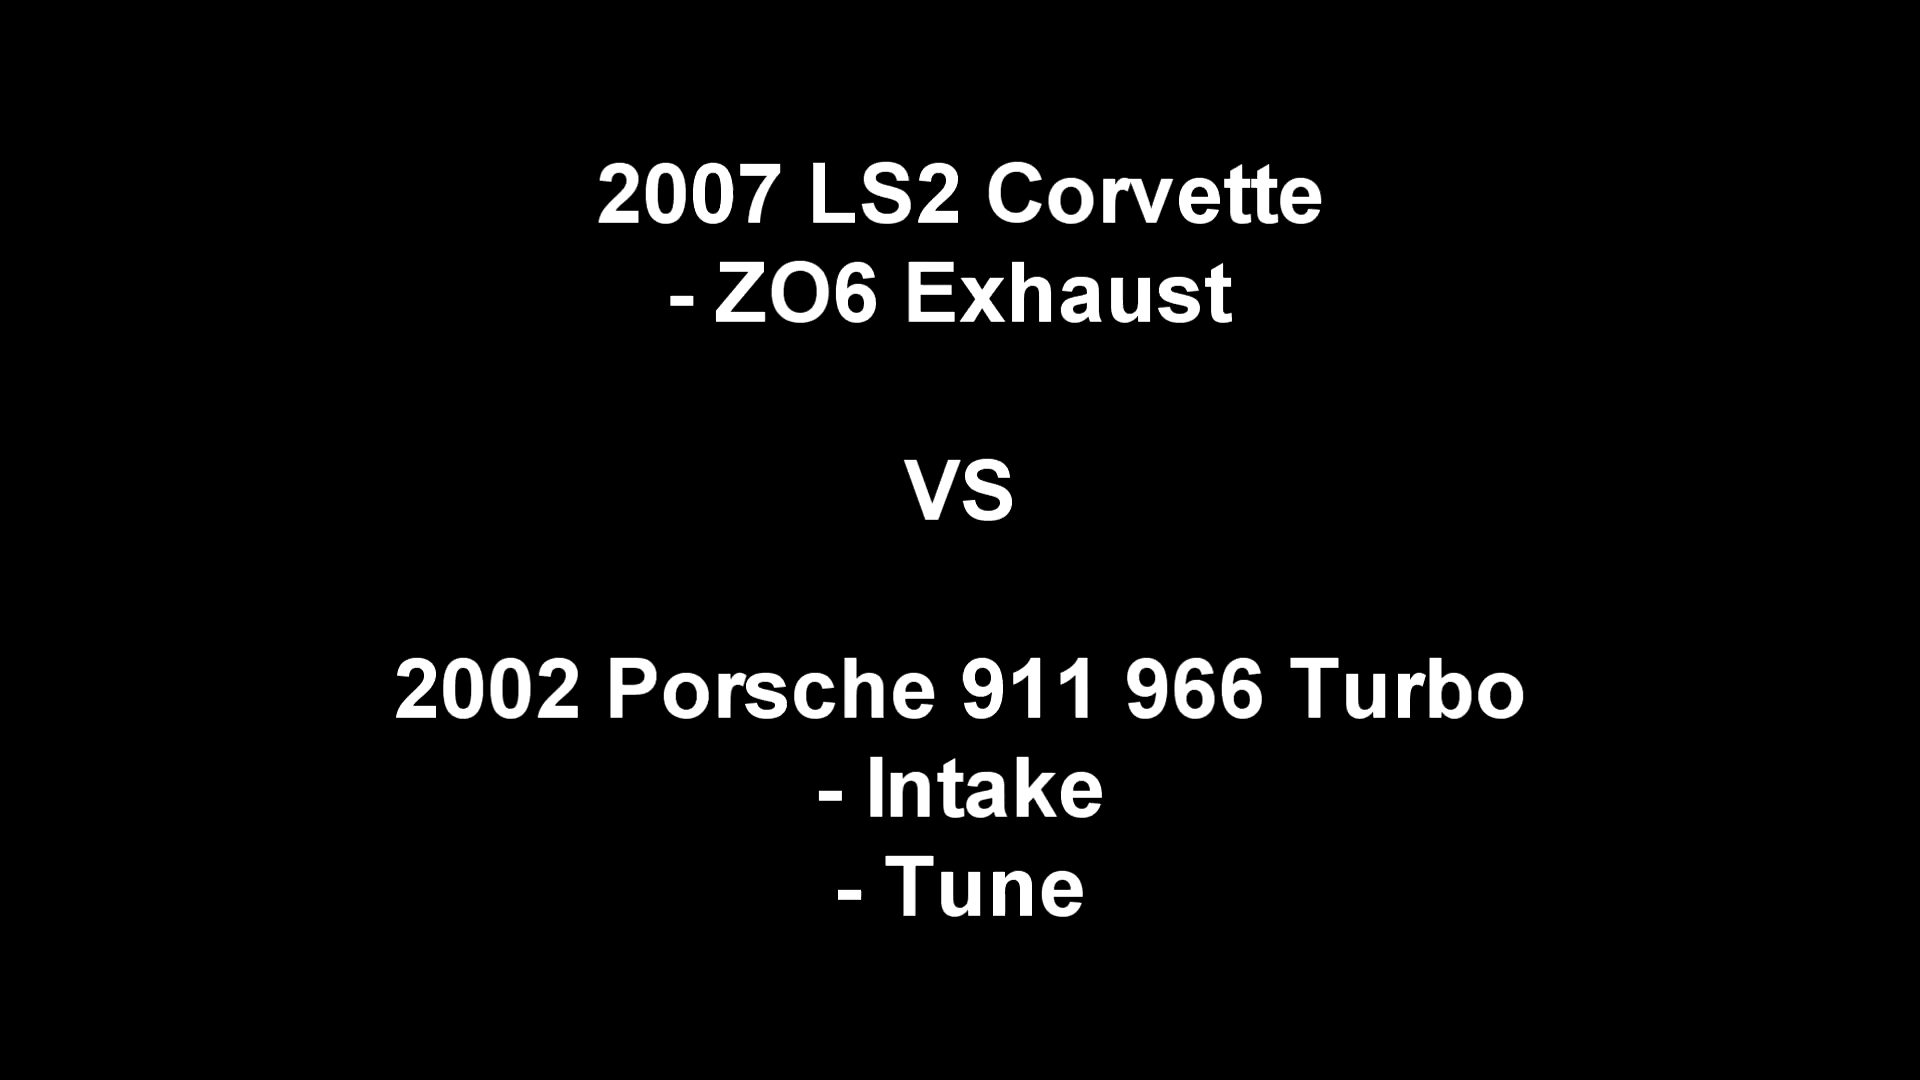 2007 LS2 Corvette
- ZO6 Exhaust
VS
2002 Porsche 911 966 Turbo
- Intake
- Tune